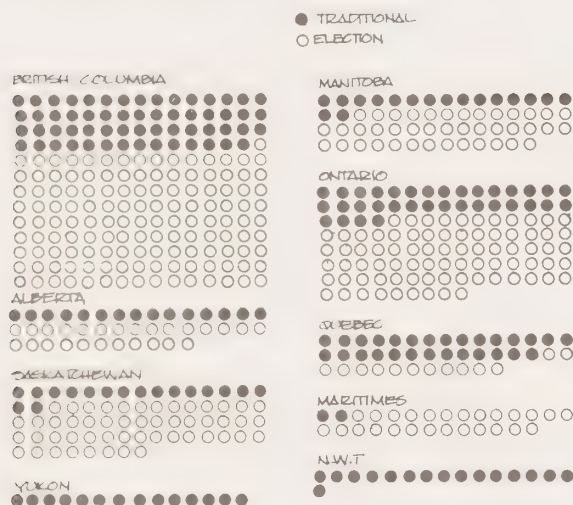 TRADITIONAL
ELECTION
BRITISH COLUMBIA
ALBERTA
SASKATCHEWAN
YUKON
MANITOBA
ONTARIO
QUEBEC
MARITIMES
N.W.T